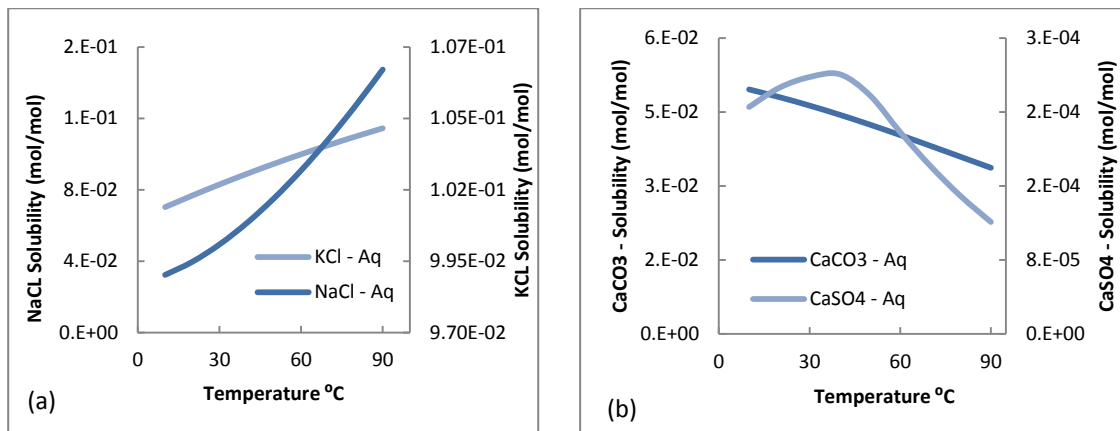 2.E-01
1.E-01
8.E-02
4.E-02
0.E+00
NaCL Solubility (mol/mol)
1.07E-01
1.05E-01
1.02E-01
9.95E-02
9.70E-02
KCL Solubility (mol/mol)
KCl - Aq
NaCl - Aq
0 30 60 90
Temperature ⁰C
(a)
6.E-02
5.E-02
3.E-02
2.E-02
0.E+00
CaCO3 - Solubility (mol/mol)
3.E-04
2.E-04
2.E-04
8.E-05
0.E+00
CaSO4 - Solubility (mol/mol)
CaCO3 - Aq
CaSO4 - Aq
0 30 60 90
Temperature ⁰C
(b)